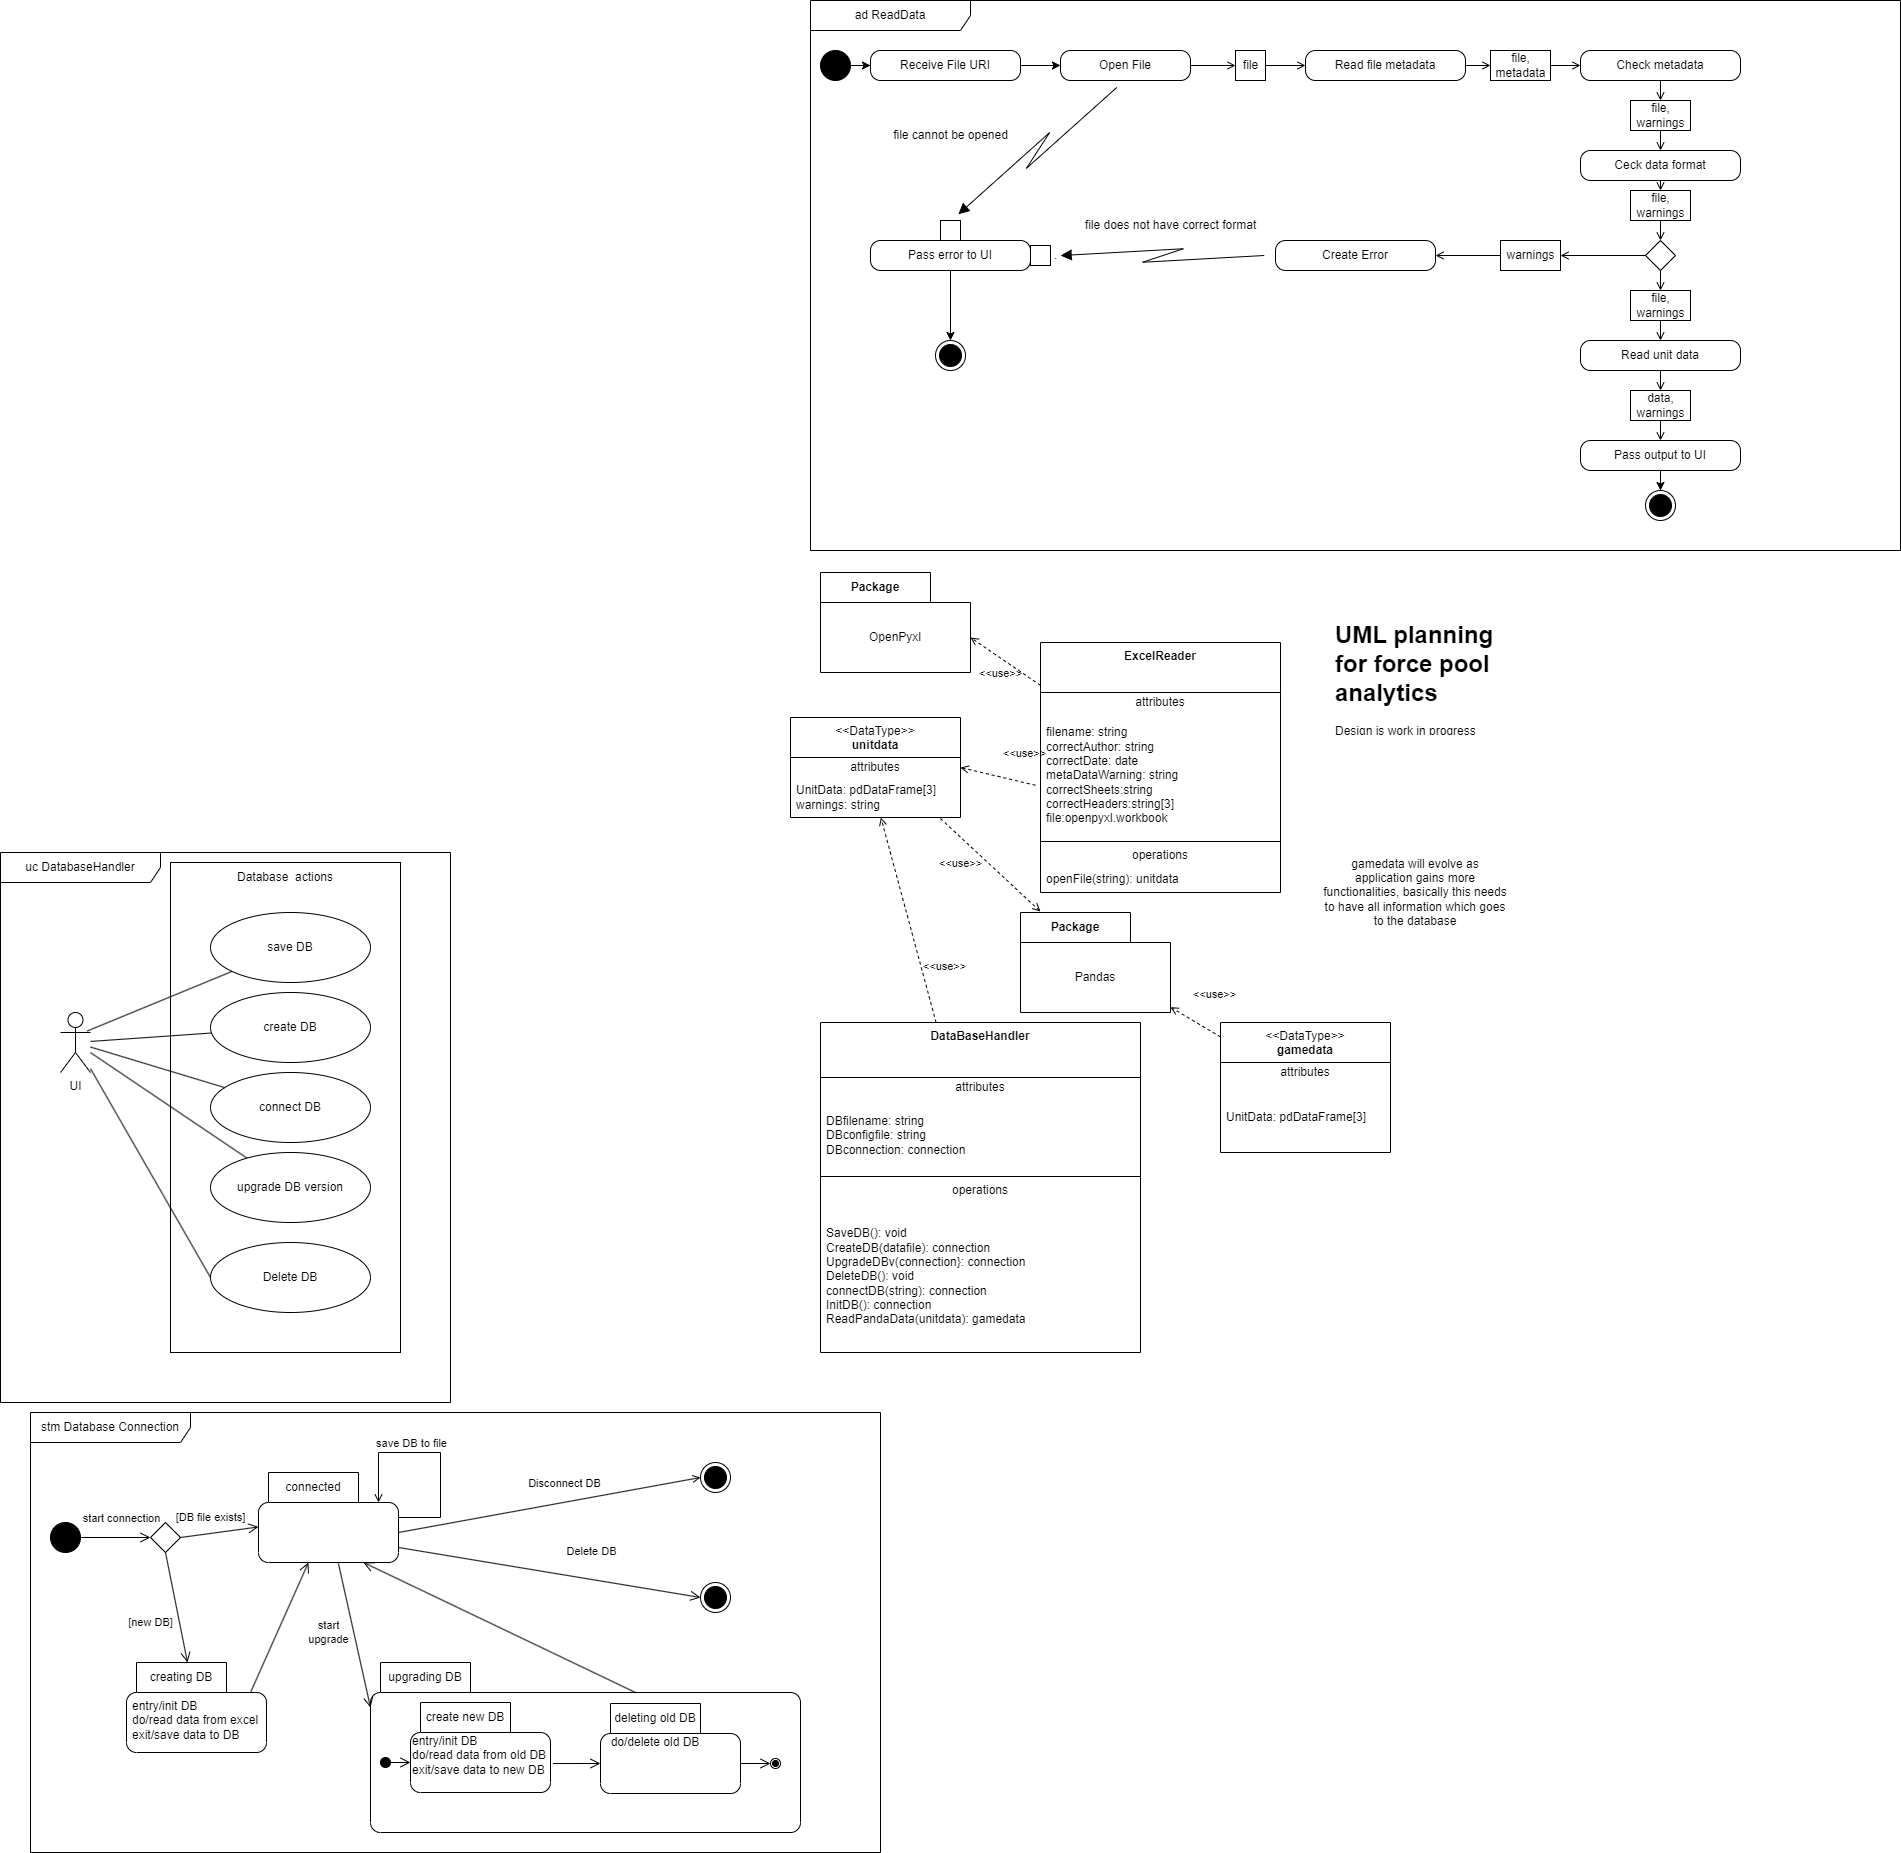 ad ReadData
Receive File URI
Open File
file
Read file metadata
file,
metadata
Check metadata
file,
warnings
file cannot be opened
Ceck data format
file,
warnings
file does not have correct format
Pass error to UI
.
Create Error
warnings
file,
warnings
Read unit data
data,
warnings
Pass output to UI
Package
OpenPyxl
<<use>>
ExcelReader
attributes
filename: string
correctAuthor: string
correctDate: date
metaDataWarning: string
correctSheets:string
correctHeaders:string[3]
file:openpyxl.workbook
operations
openFile(string): unitdata
UML planning
for force pool
analytics
Design is work in progress
<<DataType>>
unitdata
attributes
UnitData: pdDataFrame[3]
warnings: string
<<use>>
<<use>>
<<use>>
gamedata will evolve as
application gains more
functionalities, basically this needs
to have all information which goes
to the database
Package
Pandas
<<use>>
<<DataType>>
gamedata
attributes
UnitData: pdDataFrame[3]
DataBaseHandler
attributes
DBfilename: string
DBconfigfile: string
DBconnection: connection
operations
SaveDB(): void
CreateDB(datafile): connection
UpgradeDBv(connection}: connection
DeleteDB(): void
connectDB(string): connection
InitDB(): connection
ReadPandaData(unitdata): gamedata
uc DatabaseHandler
Database  actions
save DB
create DB
connect DB
upgrade DB version
Delete DB
UI
stm Database Connection
save DB to file
connected
Disconnect DB
start connection
[DB file exists]
Delete DB
[new DB]
start
upgrade
creating DB
entry/init DB
do/read data from excel
exit/save data to DB
upgrading DB
create new DB
entry/init DB
do/read data from old DB
exit/save data to new DB
deleting old DB
do/delete old DB